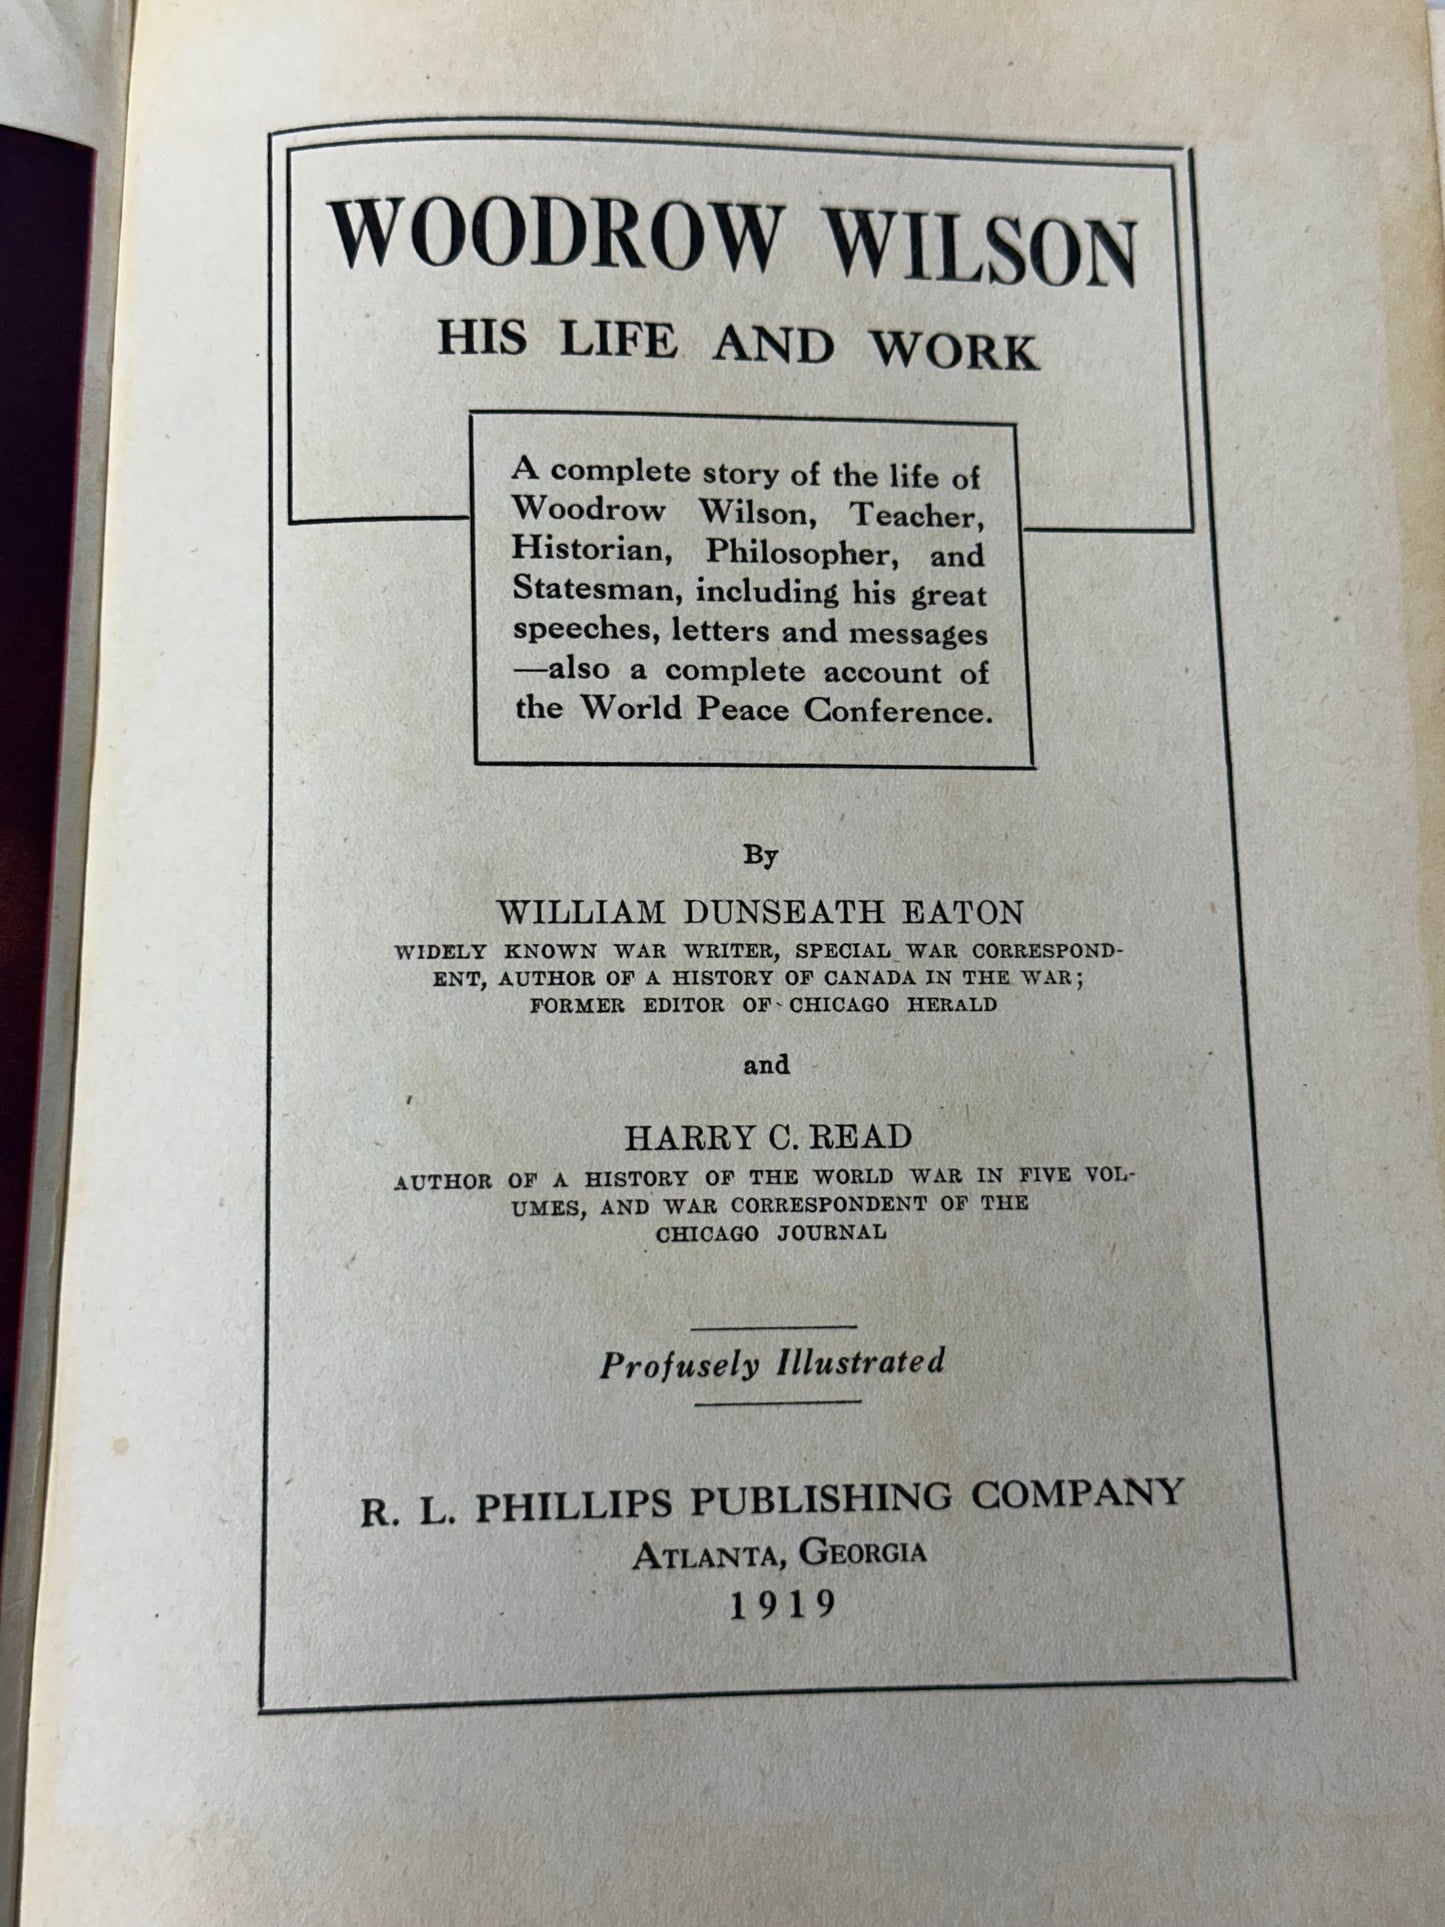 WOODROW WILSON
HIS LIFE AND WORK
A complete story of the life of
Woodrow Wilson, Teacher,
Historian, Philosopher, and
Statesman, including his great
speeches, letters and messages
—also a complete account of
the World Peace Conference.
By
WILLIAM DUNSEATH EATON
WIDELY KNOWN WAR WRITER, SPECIAL WAR CORRESPOND-
ENT, AUTHOR OF A HISTORY OF CANADA IN THE WAR;
FORMER EDITOR OF CHICAGO HERALD
and
HARRY C. READ
AUTHOR OF A HISTORY OF THE WORLD WAR IN FIVE VOL-
UMES, AND WAR CORRESPONDENT OF THE
CHICAGO JOURNAL
Profusely Illustrated
R. L. PHILLIPS PUBLISHING COMPANY
ATLANTA, GEORGIA
1919